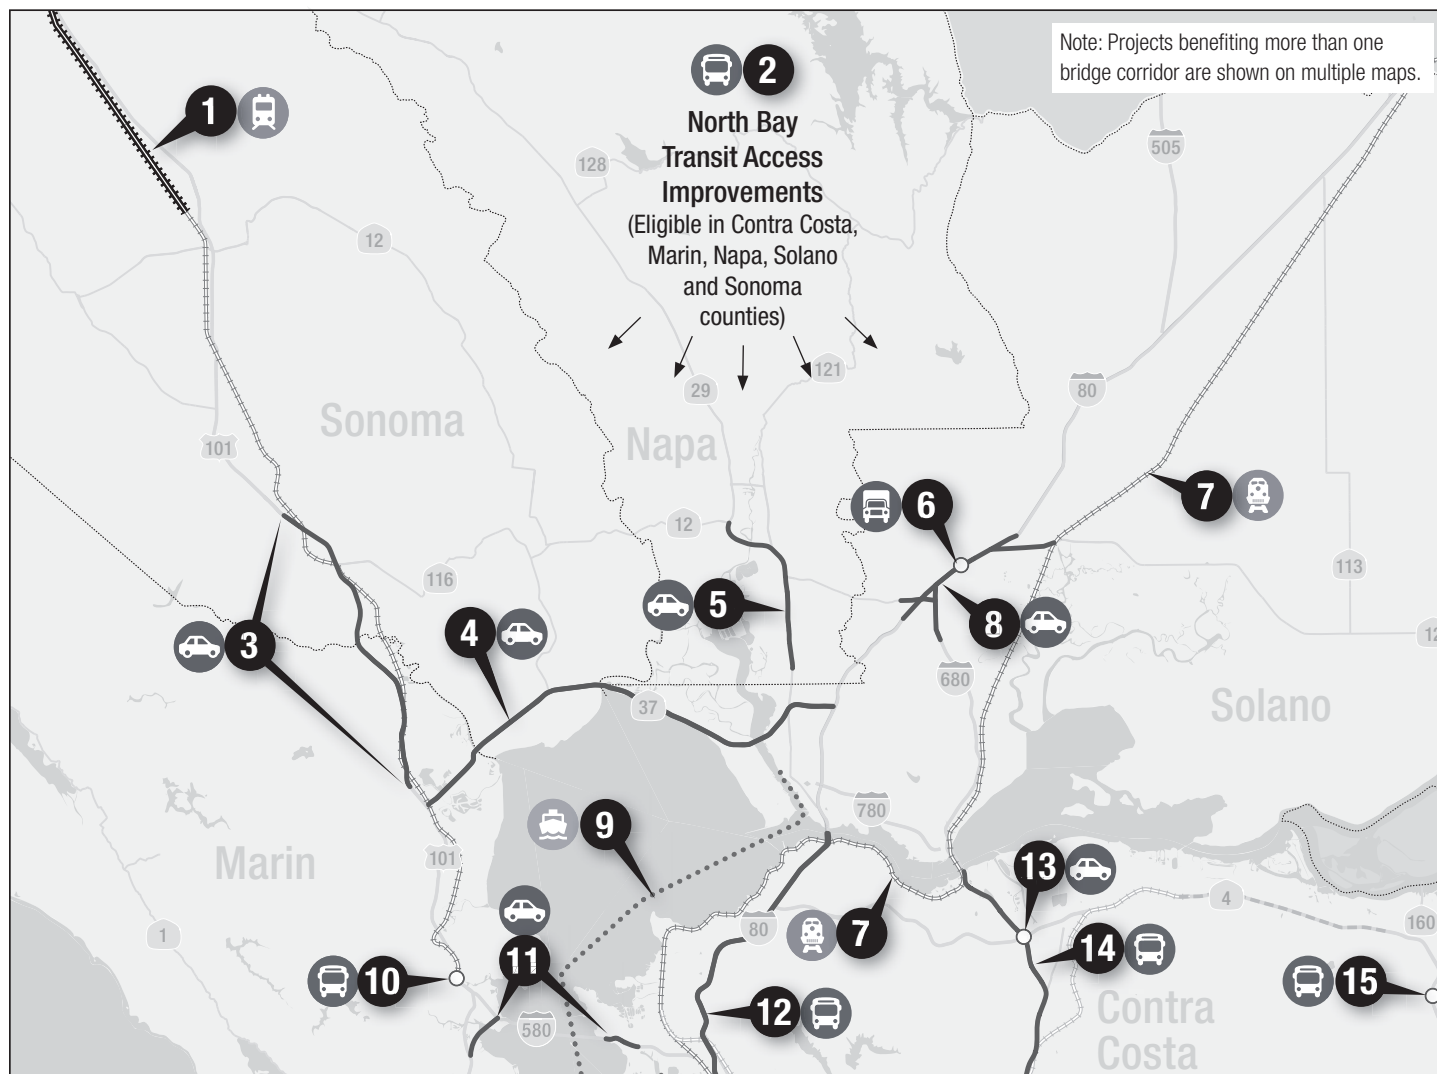 Note: Projects benefiting more than one
bridge corridor are shown on multiple maps.
2
1
North Bay
Transit Access
Improvements
(Eligible in Contra Costa,
Marin, Napa, Solano
and Sonoma
counties)
505
128
12
121
29
80
Sonoma
Napa
101
6
7
12
113
116
5
8
4
3
12
680
37
Solano
780
9
Marin
101
13
4
1
80
7
160
11
14
10
15
12
580
Contra
Costa